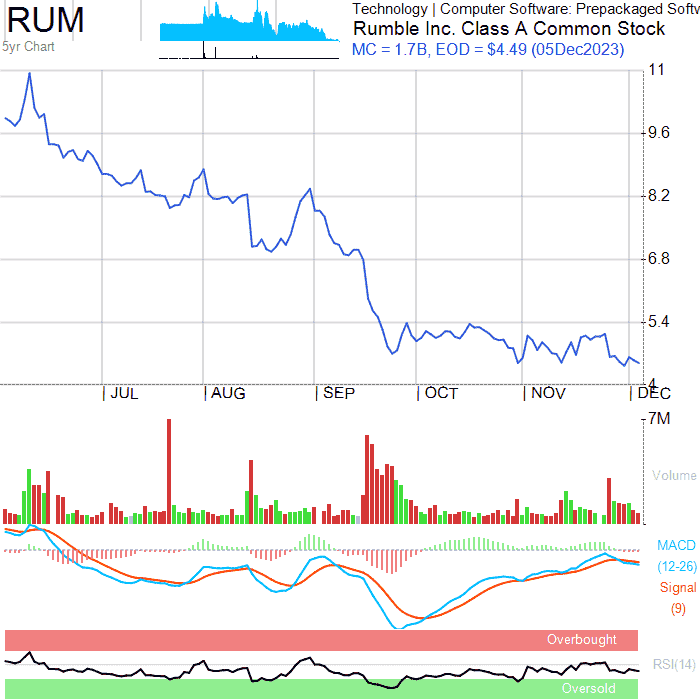 RUM
5yr Chart
Technology | Computer Software: Prepackaged Softw
Rumble Inc. Class A Common Stock
MC = 1.7B, EOD = $4.49 (05Dec2023)
11
9.6
8.2
6.8
5.4
4
| JUL | AUG | SEP | OCT | NOV | DEC
7M
Volume
MACD
(12-26)
Signal
(9)
Overbought
RSI(14)
Oversold